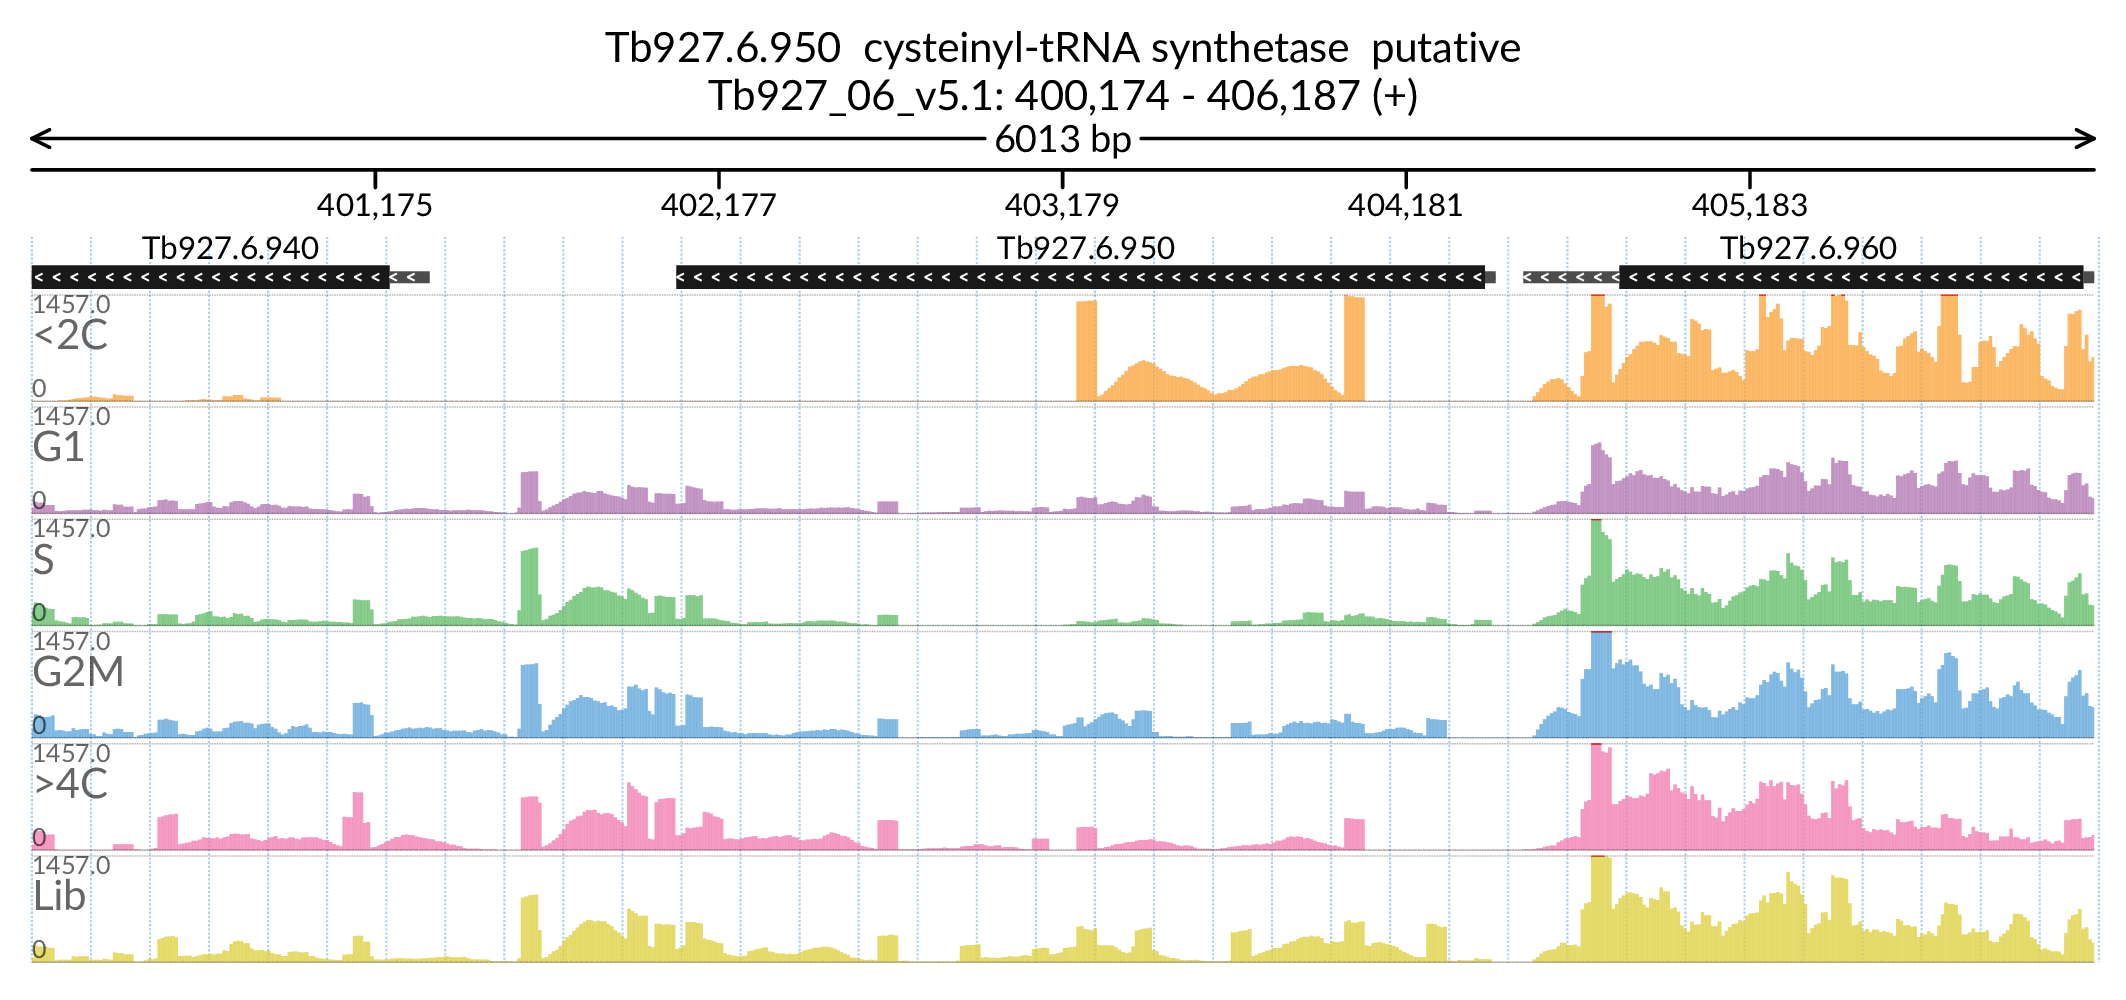 Tb927.6.950  cysteinyl-tRNA synthetase  putative
Tb927_06_v5.1: 400,174 - 406,187 (+)
6013 bp
401,175 402,177 403,179 404,181 405,183
Tb927.6.940 Tb927.6.950 Tb927.6.960
1457.0
<2C
0
1457.0
G1
0
1457.0
S
0
1457.0
G2M
0
1457.0
>4C
0
1457.0
Lib
0